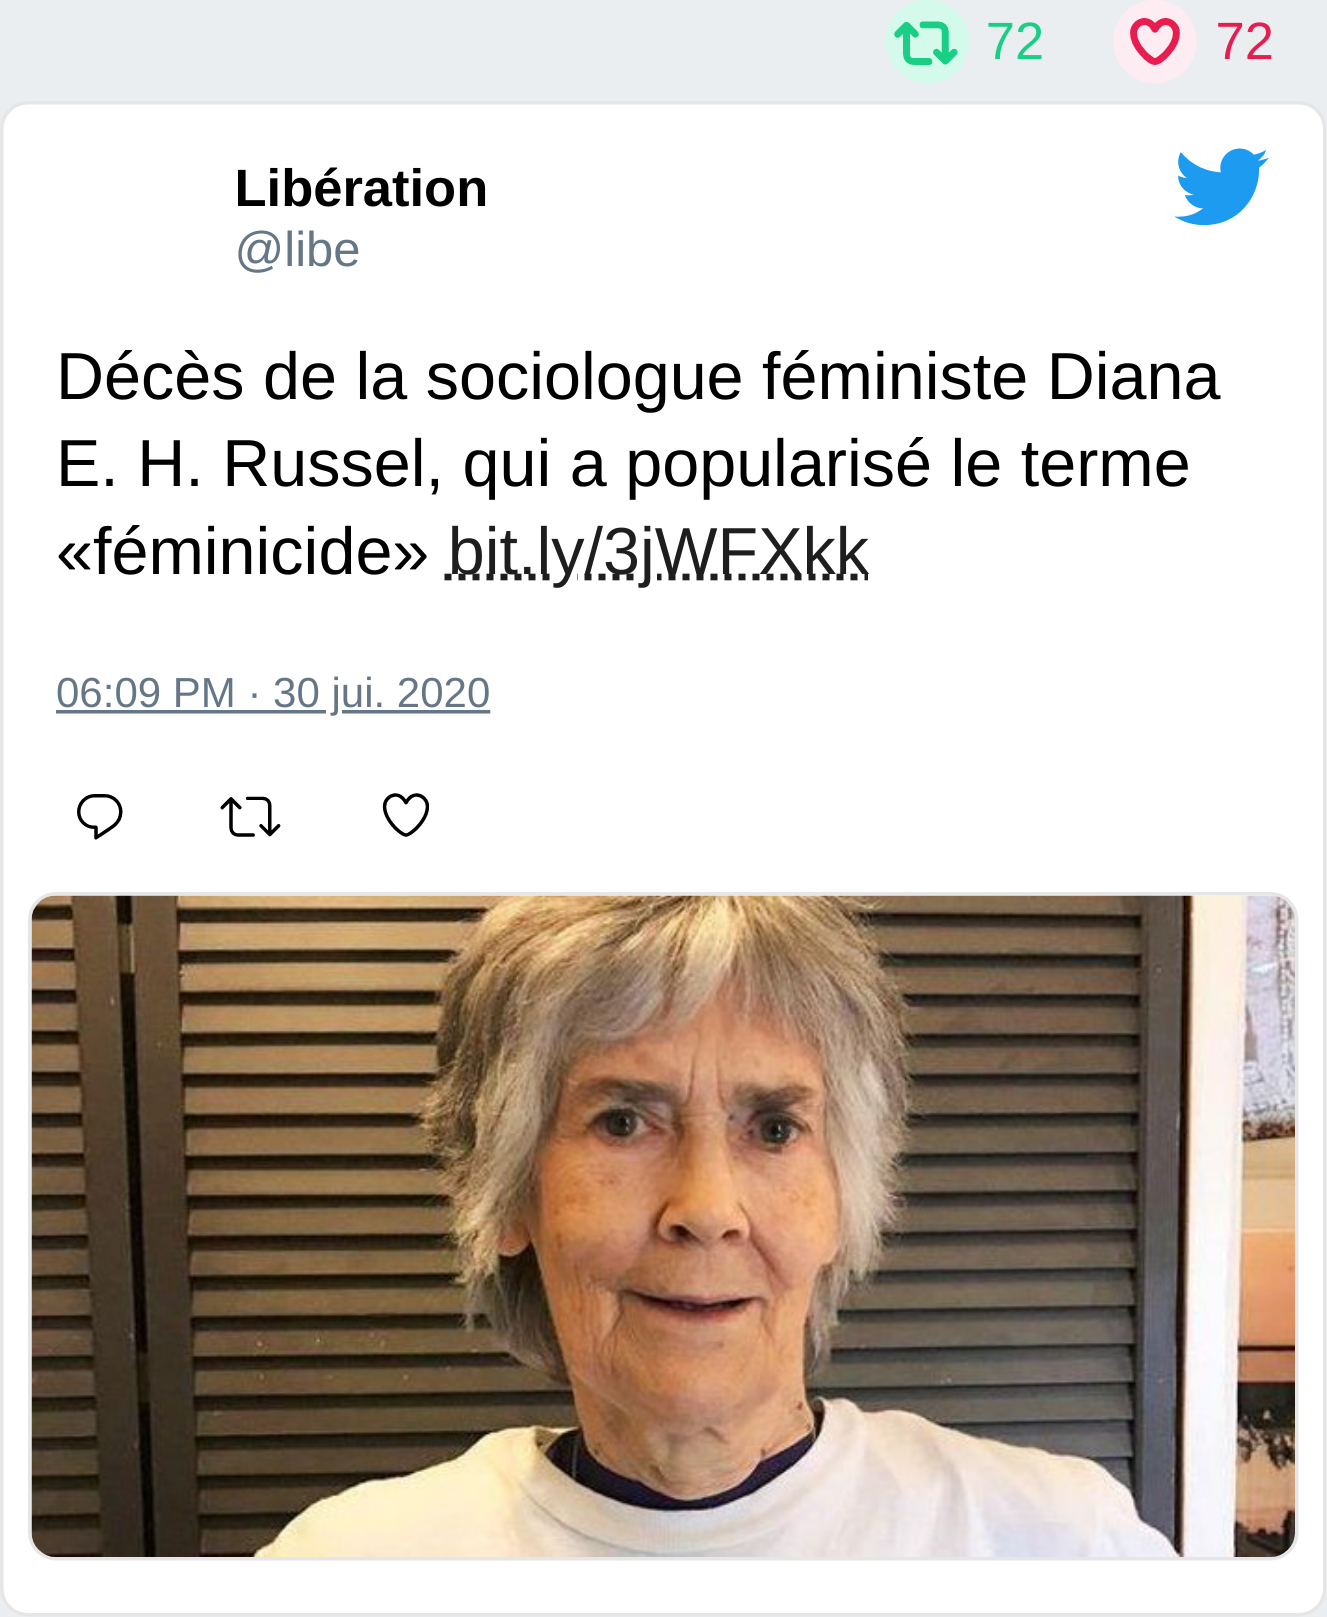 72 72
Libération
@libe
Décès de la sociologue féministe Diana
E. H. Russel, qui a popularisé le terme
«féminicide» bit.ly/3jWFXkk
06:09 PM · 30 jui. 2020